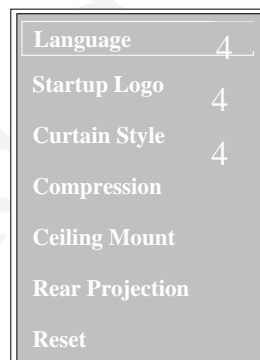 Language 4
Startup Logo 4
Curtain Style 4
Compression
Ceiling Mount
Rear Projection
Reset